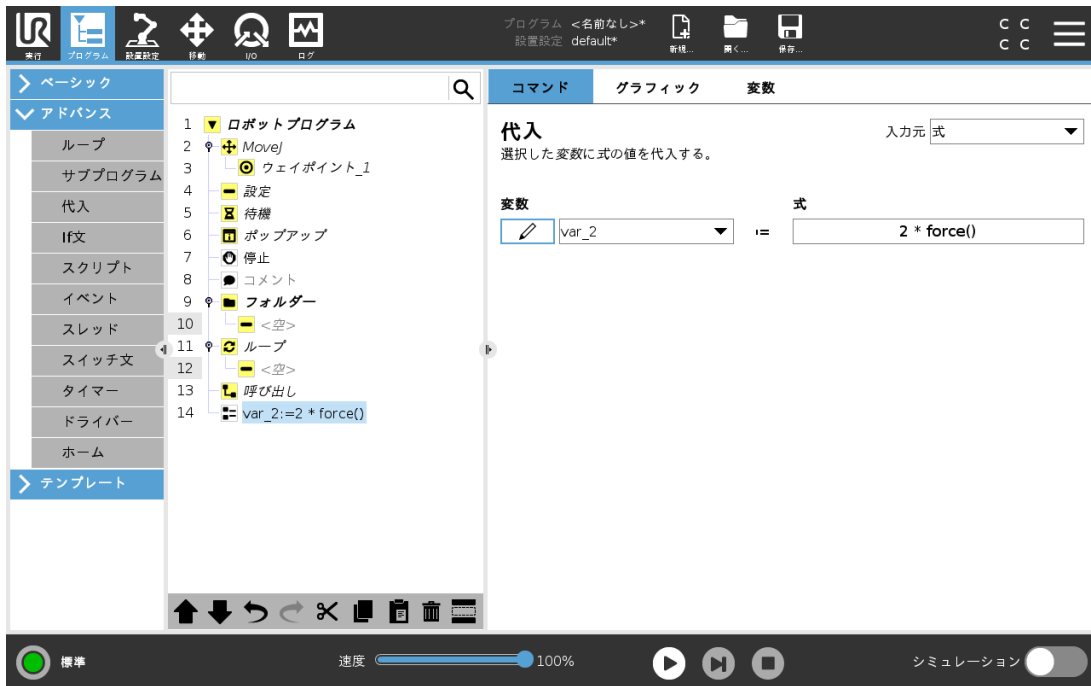 UR
実行
プログラム
設置設定
移動
I/O
ログ
プログラム <名前なし>*
設置設定 default*
新規...
開く...
保存...
C C
C C
ベーシック
アドバンス
ループ
サブプログラム
代入
If文
スクリプト
イベント
スレッド
スイッチ文
タイマー
ドライバー
ホーム
テンプレート
1 ロボットプログラム
2 MoveJ
3 ウェイポイント_1
4 設定
5 待機
6 ポップアップ
7 停止
8 コメント
9 フォルダー
10 <空>
11 ループ
12 <空>
13 呼び出し
14 var_2:=2 * force()
コマンド グラフィック 変数
代入
入力元 式
選択した変数に式の値を代入する。
変数 式
var_2 := 2 * force()
標準
速度 100%
シミュレーション